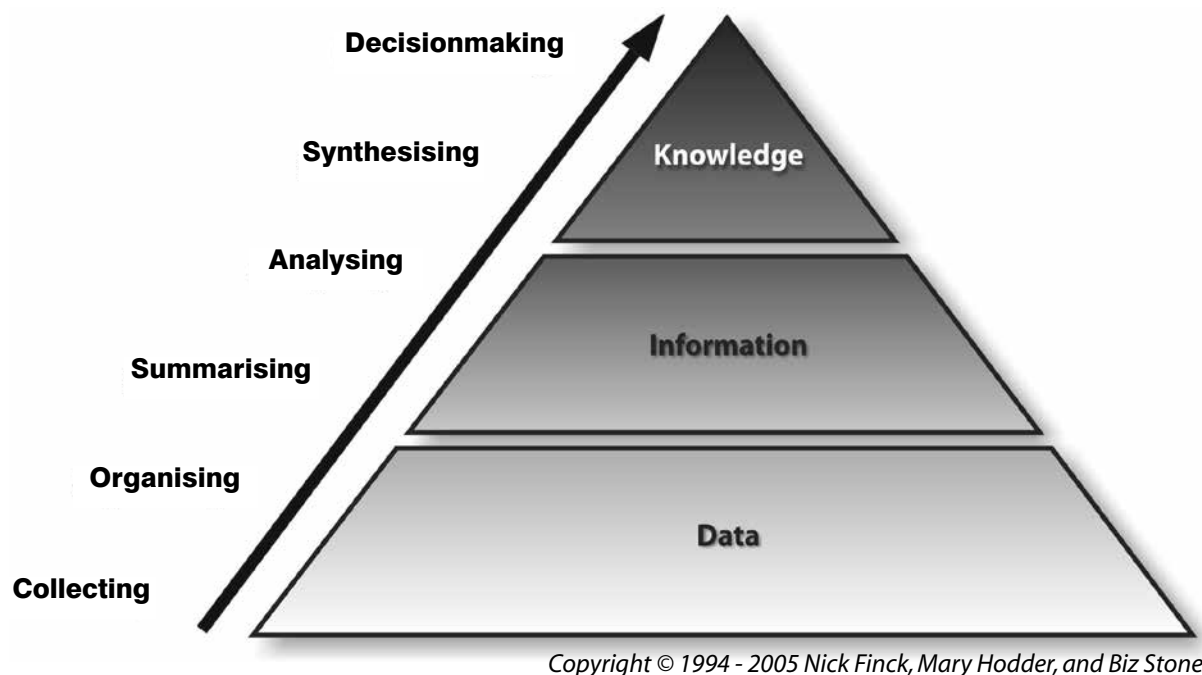 Decisionmaking
Synthesising
Knowledge
Analysing
Information
Summarising
Organising
Data
Collecting
Copyright © 1994 - 2005 Nick Finck, Mary Hodder, and Biz Stone